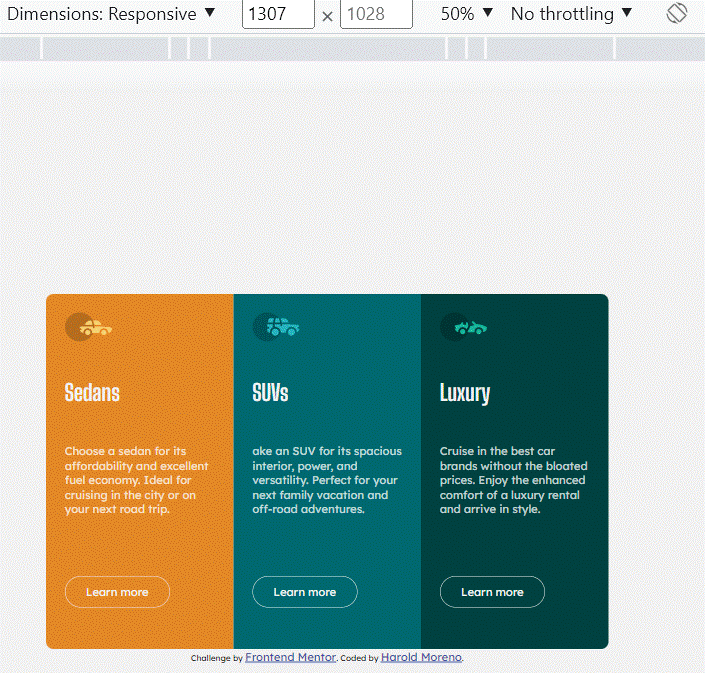 Dimensions: Responsive ▼ 1307 × 1028 50% ▼ No throttling ▼
Sedans
Choose a sedan for its
affordability and excellent
fuel economy. Ideal for
cruising in the city or on
your next road trip.
Learn more
SUVs
ake an SUV for its spacious
interior, power, and
versatility. Perfect for your
next family vacation and
off-road adventures.
Learn more
Luxury
Cruise in the best car
brands without the bloated
prices. Enjoy the enhanced
comfort of a luxury rental
and arrive in style.
Learn more
Challenge by Frontend Mentor. Coded by Harold Moreno.